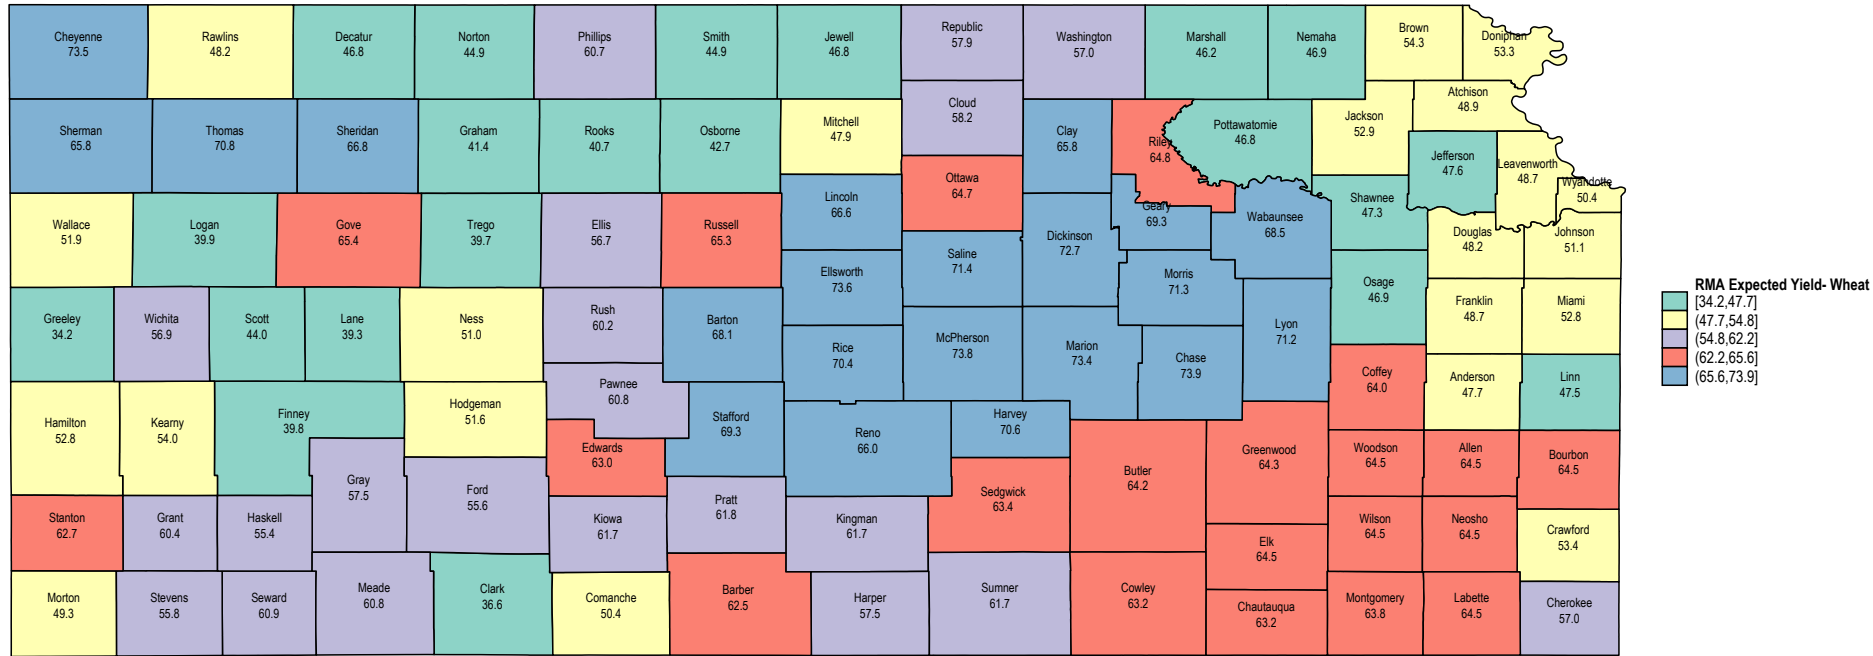 Cheyenne
73.5
Rawlins
48.2
Decatur
46.8
Norton
44.9
Phillips
60.7
Smith
44.9
Jewell
46.8
Republic
57.9
Washington
57.0
Marshall
46.2
Nemaha
46.9
Brown
54.3
Doniphan
53.3
Sherman
65.8
Thomas
70.8
Sheridan
66.8
Graham
41.4
Rooks
40.7
Osborne
42.7
Mitchell
47.9
Cloud
58.2
Clay
65.8
Riley
64.8
Pottawatomie
46.8
Jackson
52.9
Atchison
48.9
Jefferson
47.6
Leavenworth
48.7
Wyandotte
50.4
Wallace
51.9
Logan
39.9
Gove
65.4
Trego
39.7
Ellis
56.7
Russell
65.3
Lincoln
66.6
Ottawa
64.7
Saline
71.4
Dickinson
72.7
Geary
69.3
Wabaunsee
68.5
Shawnee
47.3
Douglas
48.2
Johnson
51.1
Greeley
34.2
Wichita
56.9
Scott
44.0
Lane
39.3
Ness
51.0
Rush
60.2
Barton
68.1
Ellsworth
73.6
Rice
70.4
McPherson
73.8
Marion
73.4
Morris
71.3
Chase
73.9
Lyon
71.2
Osage
46.9
Franklin
48.7
Miami
52.8
Hamilton
52.8
Kearny
54.0
Finney
39.8
Hodgeman
51.6
Pawnee
60.8
Edwards
63.0
Stafford
69.3
Reno
66.0
Harvey
70.6
Sedgwick
63.4
Butler
64.2
Greenwood
64.3
Coffey
64.0
Anderson
47.7
Linn
47.5
Woodson
64.5
Allen
64.5
Bourbon
64.5
Stanton
62.7
Grant
60.4
Haskell
55.4
Gray
57.5
Ford
55.6
Kiowa
61.7
Pratt
61.8
Kingman
61.7
Elk
64.5
Wilson
64.5
Neosho
64.5
Crawford
53.4
Morton
49.3
Stevens
55.8
Seward
60.9
Meade
60.8
Clark
36.6
Comanche
50.4
Barber
62.5
Harper
57.5
Sumner
61.7
Cowley
63.2
Chautauqua
63.2
Montgomery
63.8
Labette
64.5
Cherokee
57.0
RMA Expected Yield- Wheat
[34.2,47.7]
(47.7,54.8]
(54.8,62.2]
(62.2,65.6]
(65.6,73.9]